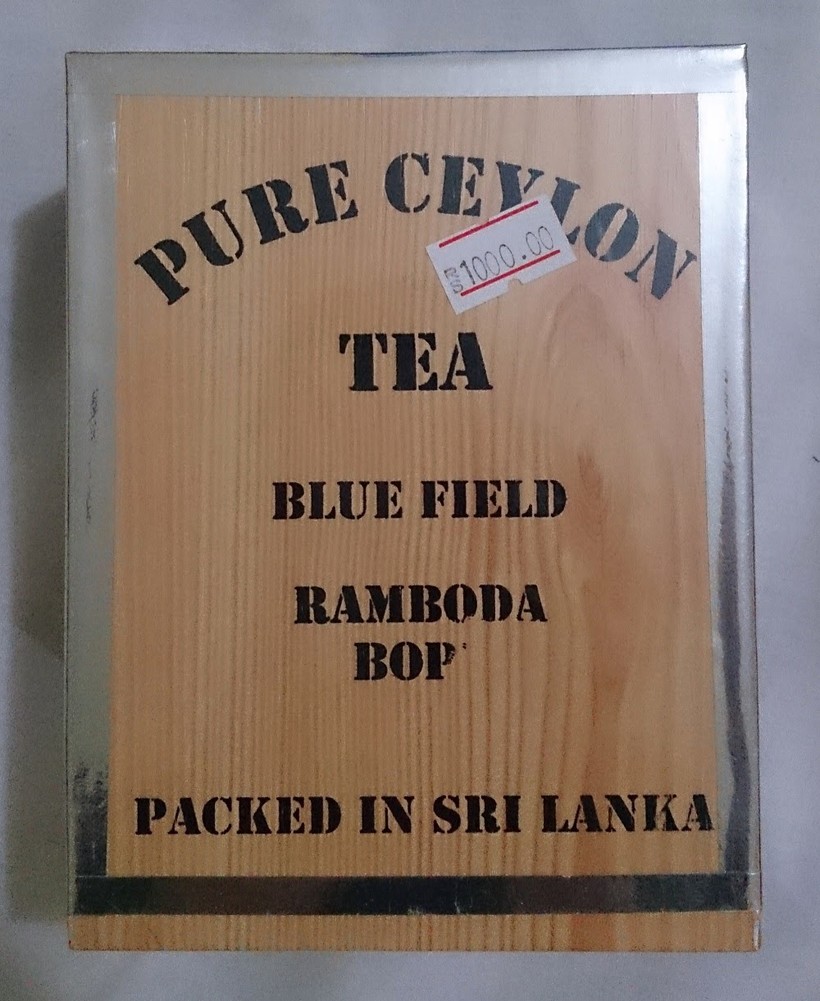 PURE CEYLON
RS 1000.00
TEA
BLUE FIELD
RAMBODA
BOP
PACKED IN SRI LANKA